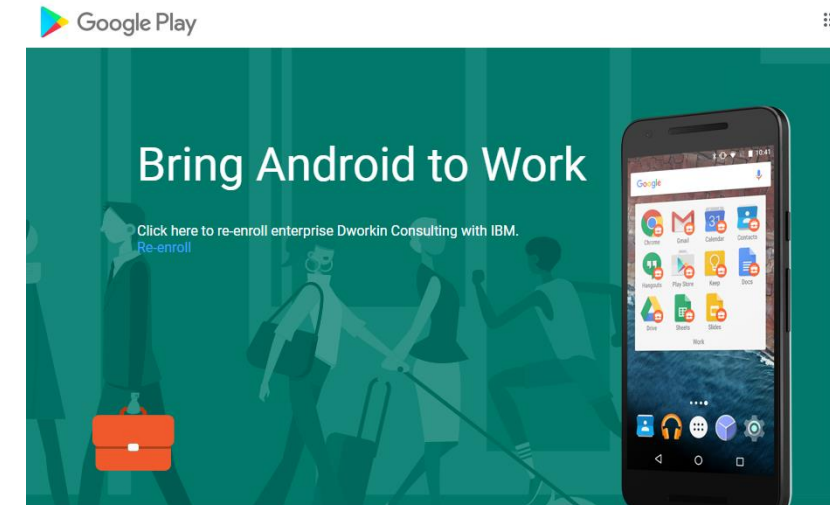 Google Play
Bring Android to Work
Click here to re-enroll enterprise Dworkin Consulting with IBM.
Re-enroll
10:41
Google
Chrome Gmail Calendar Contacts
31
Hangouts Play Store Keep Docs
Drive Sheets Slides
Work